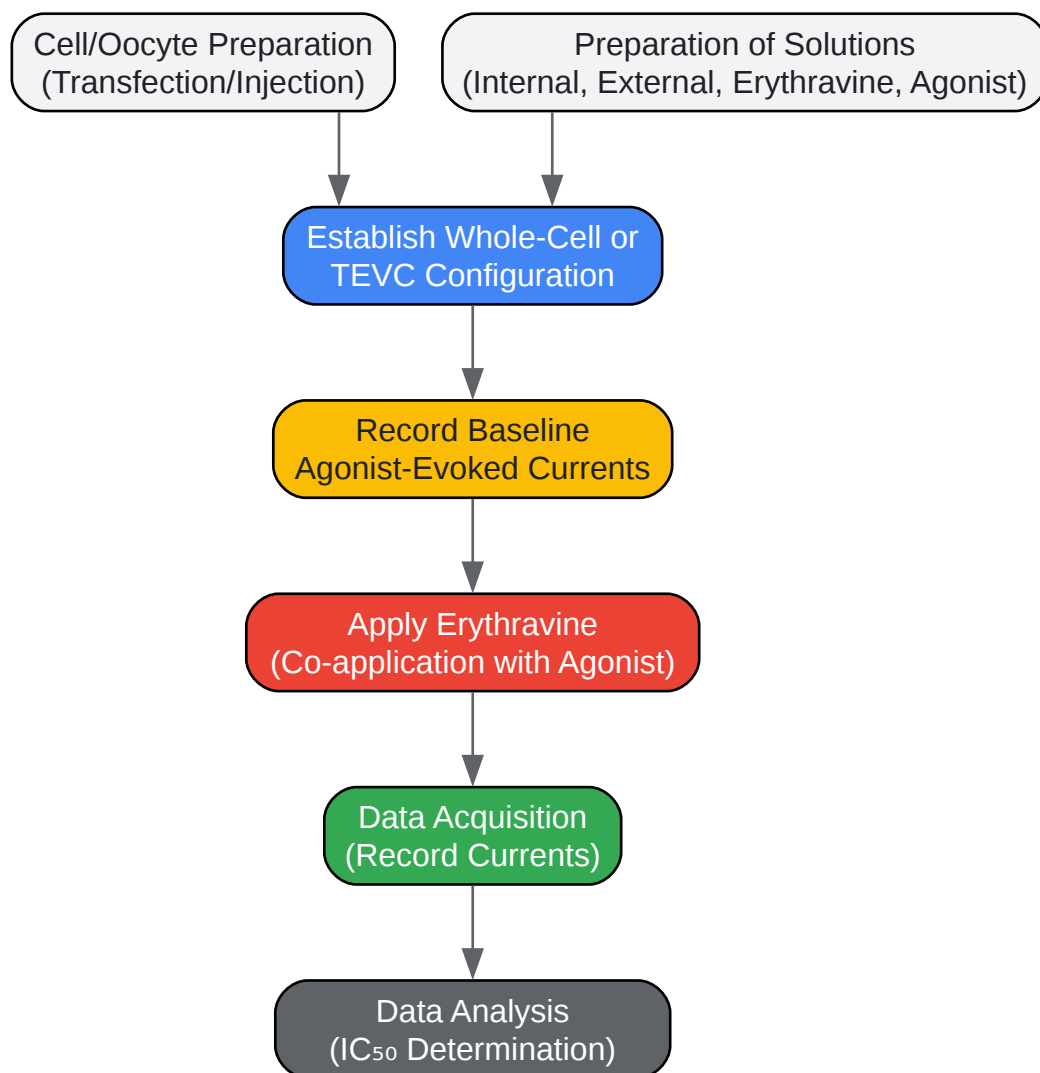 Cell/Oocyte Preparation
(Transfection/Injection)
Preparation of Solutions
(Internal, External, Erythravine, Agonist)
Establish Whole-Cell or
TEVC Configuration
Record Baseline
Agonist-Evoked Currents
Apply Erythravine
(Co-application with Agonist)
Data Acquisition
(Record Currents)
Data Analysis
(IC₅₀ Determination)